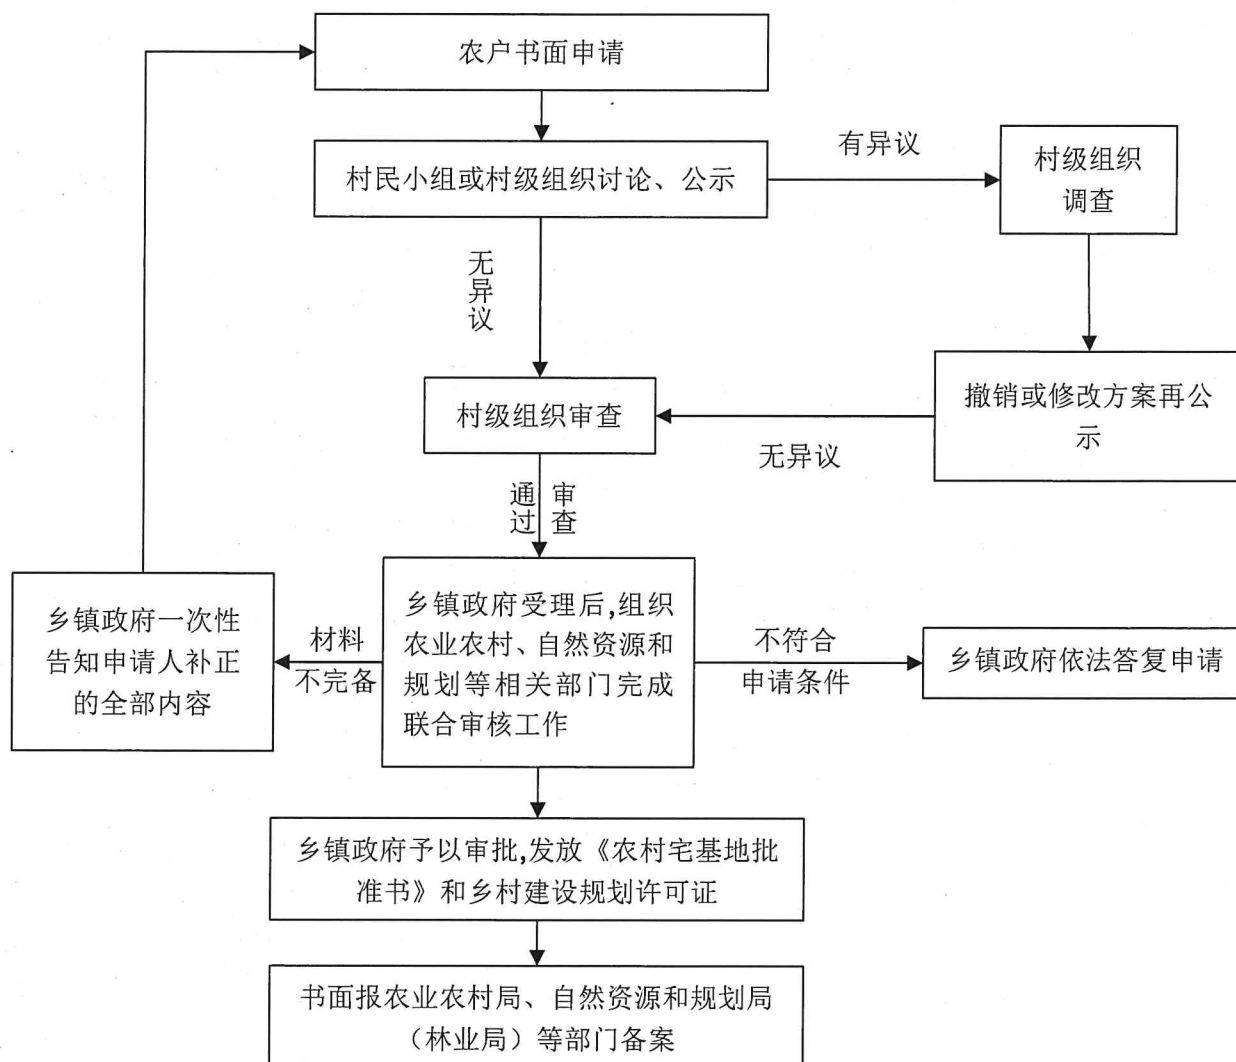 农户书面申请
村民小组或村级组织讨论、公示
有异议
村级组织
调查
无异议
撤销或修改方案再公
示
村级组织审查
无异议
审查
通过
乡镇政府一次性
告知申请人补正
的全部内容
材料
不完备
乡镇政府受理后,组织
农业农村、自然资源和
规划等相关部门完成
联合审核工作
不符合
申请条件
乡镇政府依法答复申请
乡镇政府予以审批,发放《农村宅基地批
准书》和乡村建设规划许可证
书面报农业农村局、自然资源和规划局
（林业局）等部门备案